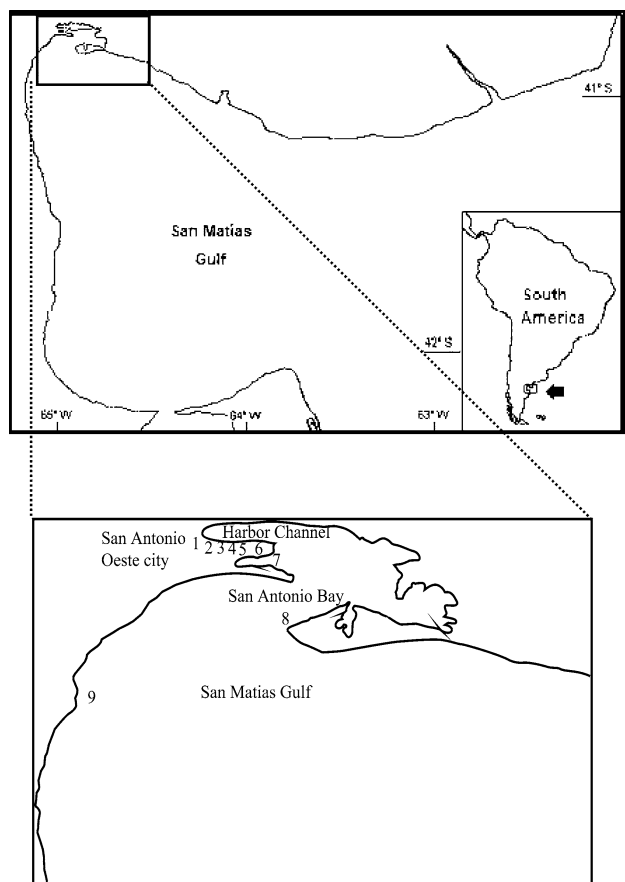 41° S
San Matías
Gulf
South
America
42° S
65° W
64° W
63° W
San Antonio
Oeste city
Harbor Channel
1
2 3 4 5 6
7
San Antonio Bay
8
San Matias Gulf
9